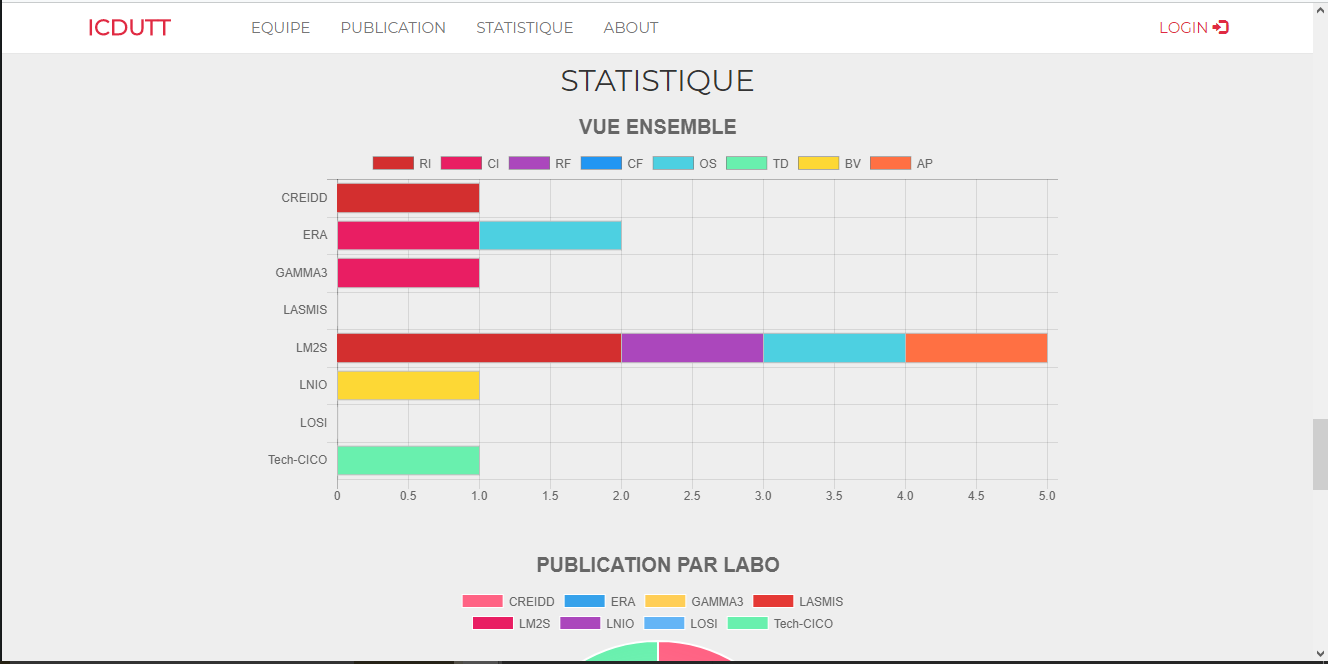 ICDUTT EQUIPE PUBLICATION STATISTIQUE ABOUT LOGIN
STATISTIQUE
VUE ENSEMBLE
RI CI RF CF OS TD BV AP
CREIDD
ERA
GAMMA3
LASMIS
LM2S
LNIO
LOSI
Tech-CICO
0 0.5 1.0 1.5 2.0 2.5 3.0 3.5 4.0 4.5 5.0
PUBLICATION PAR LABO
CREIDD ERA GAMMA3 LASMIS
LM2S LNIO LOSI Tech-CICO